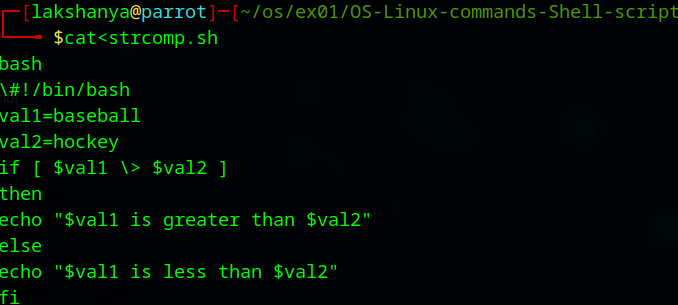 ┌─[lakshanya@parrot]─[~/os/ex01/OS-Linux-commands-Shell-script
└──╼ $cat<strcomp.sh
bash
\#!/bin/bash
val1=baseball
val2=hockey
if [ $val1 \> $val2 ]
then
echo "$val1 is greater than $val2"
else
echo "$val1 is less than $val2"
fi